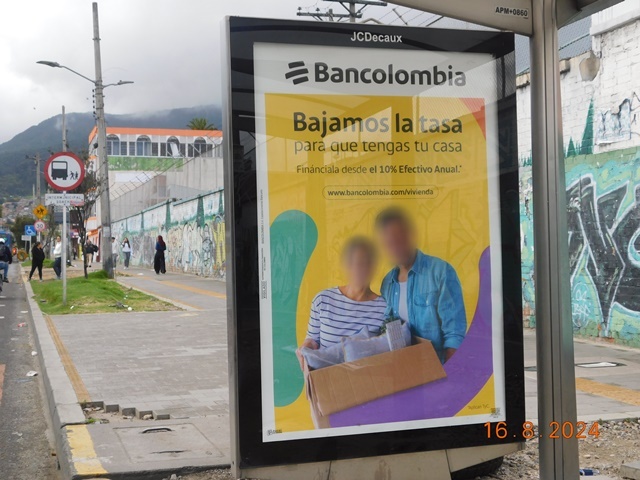 APM+0860
JCDecaux
Bancolombia
Bajamos la tasa
para que tengas tu casa
Finánciala desde el 10% Efectivo Anual.*
www.bancolombia.com/vivienda
16.8.2024